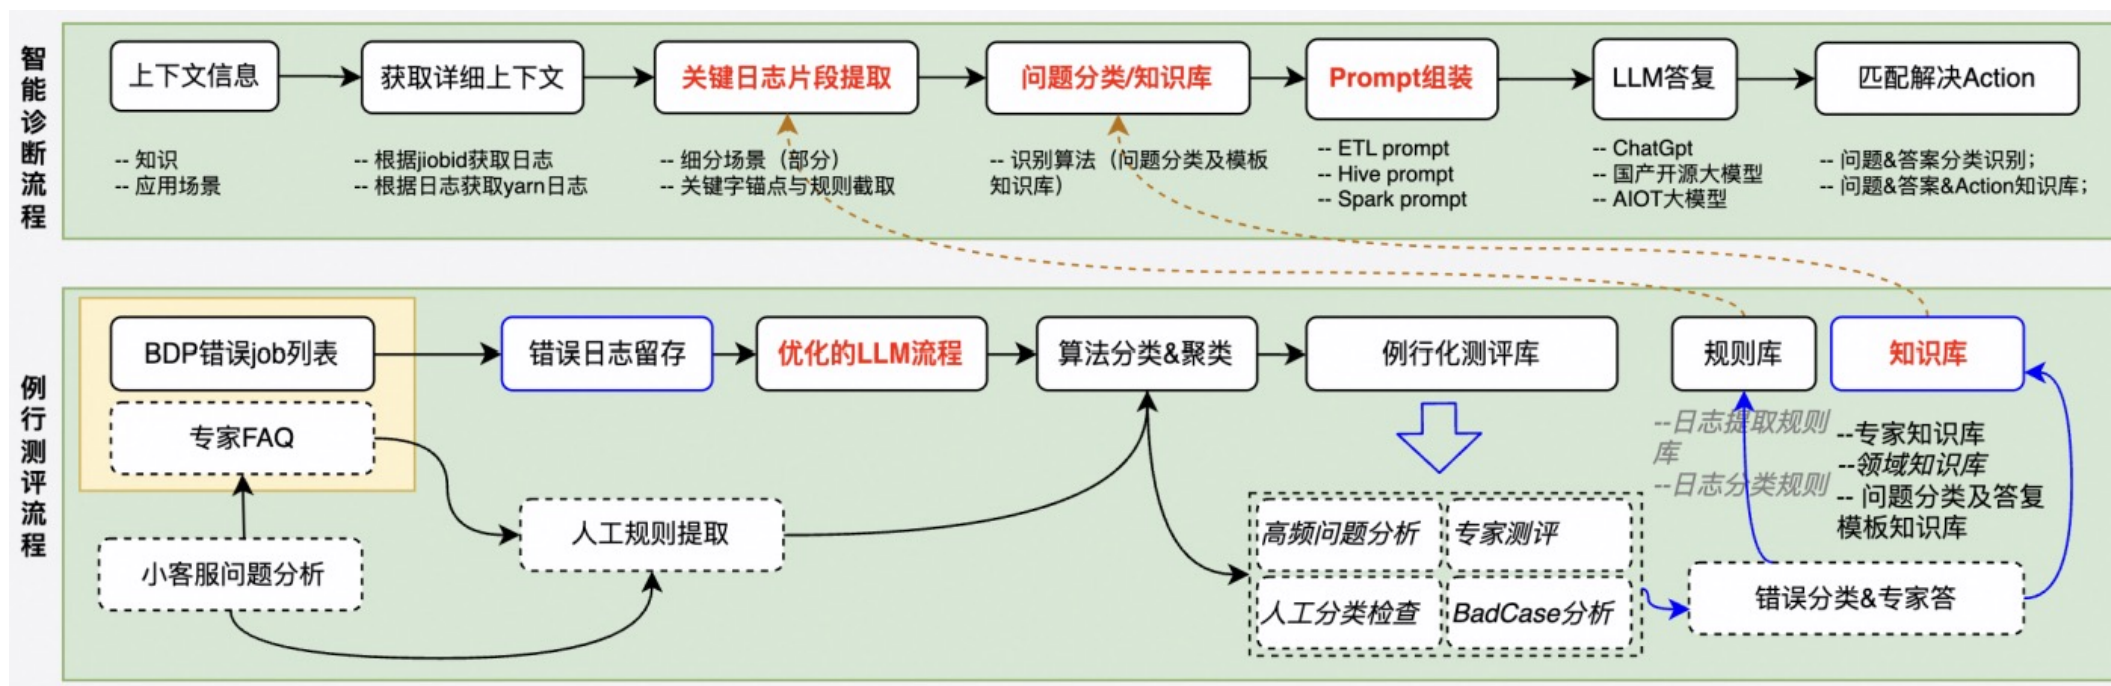 智能诊断流程
上下文信息
获取详细上下文
关键日志片段提取
问题分类/知识库
Prompt组装
LLM答复
匹配解决Action
-- 知识
-- 应用场景
-- 根据jiobid获取日志
-- 根据日志获取yarn日志
-- 细分场景（部分）
-- 关键字锚点与规则截取
-- 识别算法（问题分类及模板
知识库）
-- ETL prompt
-- Hive prompt
-- Spark prompt
-- ChatGpt
-- 国产开源大模型
-- AIOT大模型
-- 问题&答案分类识别；
-- 问题&答案&Action知识库；
例行测评流程
BDP错误job列表
错误日志留存
优化的LLM流程
算法分类&聚类
例行化测评库
规则库
知识库
专家FAQ
--日志提取规则
库
--日志分类规则
--专家知识库
--领域知识库
-- 问题分类及答复
模板知识库
人工规则提取
小客服问题分析
高频问题分析
专家测评
人工分类检查
BadCase分析
错误分类&专家答